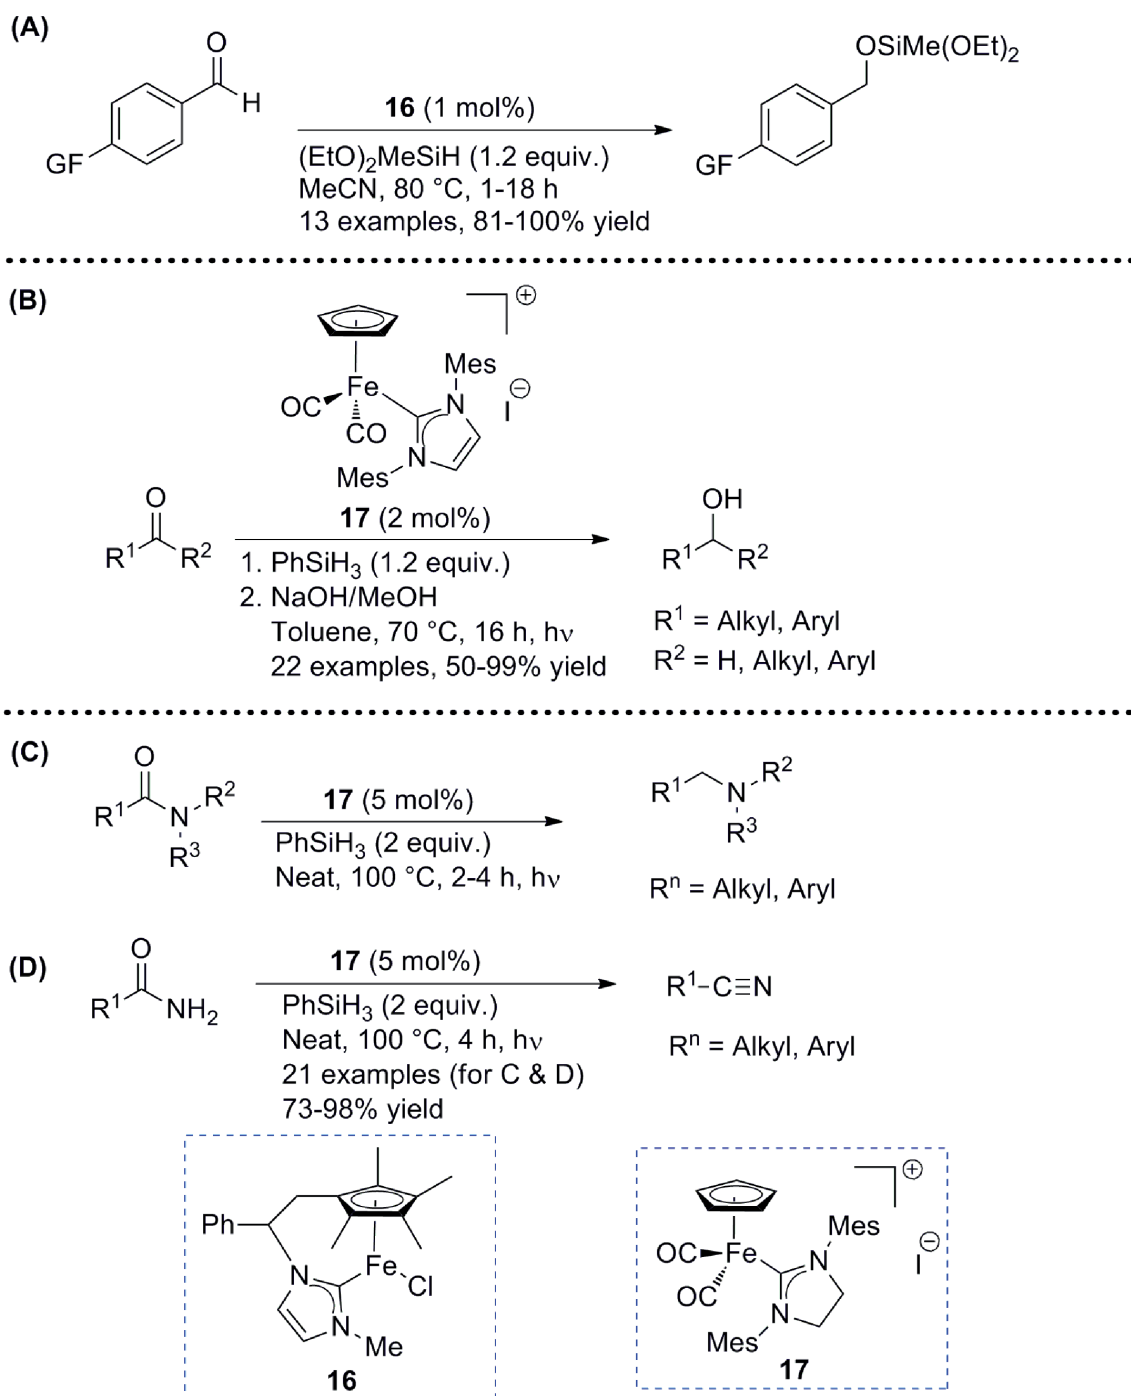 (A)
O
H
GF
16 (1 mol%)
(EtO)₂MeSiH (1.2 equiv.)
MeCN, 80 °C, 1-18 h
13 examples, 81-100% yield
OSiMe(OEt)₂
GF
(B)
⊕
Mes
Fe
N
I⊖
OC
CO
N
Mes
17 (2 mol%)
O
R¹ R²
1. PhSiH₃ (1.2 equiv.)
2. NaOH/MeOH
Toluene, 70 °C, 16 h, hν
22 examples, 50-99% yield
OH
R¹ R²
R¹ = Alkyl, Aryl
R² = H, Alkyl, Aryl
(C)
O
R¹ N R²
R³
17 (5 mol%)
PhSiH₃ (2 equiv.)
Neat, 100 °C, 2-4 h, hν
R¹ N R²
R³
Rⁿ = Alkyl, Aryl
(D)
O
R¹ NH₂
17 (5 mol%)
PhSiH₃ (2 equiv.)
Neat, 100 °C, 4 h, hν
21 examples (for C & D)
73-98% yield
R¹-C≡N
Rⁿ = Alkyl, Aryl
Ph
Fe
N
Cl
N
Me
16
⊕
Mes
OC Fe N
I⊖
OC
N
Mes
17